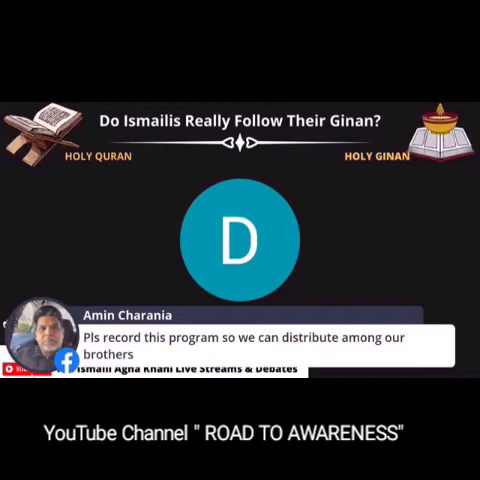 Do Ismailis Really Follow Their Ginan?
HOLY QURAN
HOLY GINAN
D
Amin Charania
Pls record this program so we can distribute among our
brothers
Ismaili Agha Khani Live Streams & Debates
YouTube Channel " ROAD TO AWARENESS"